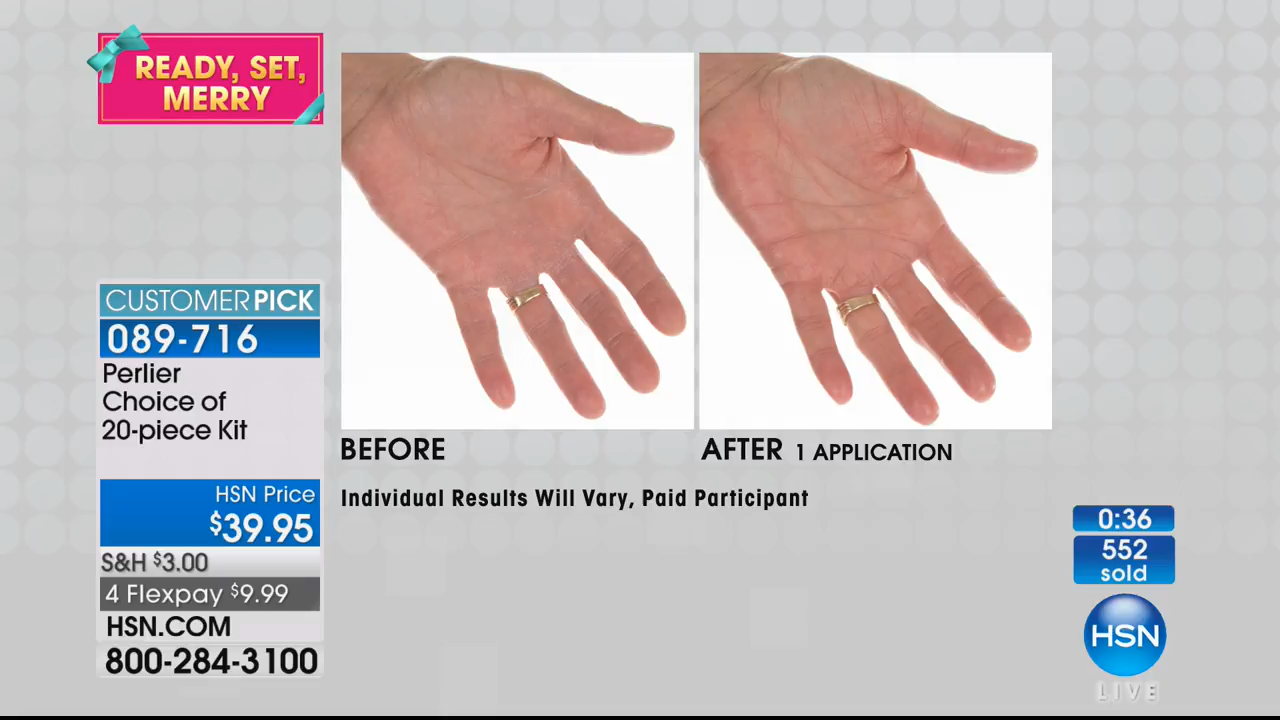 READY, SET,
MERRY
CUSTOMER PICK
089-716
Perlier
Choice of
20-piece Kit
HSN Price
$39.95
S&H $3.00
4 Flexpay $9.99
HSN.COM
800-284-3100
BEFORE
AFTER 1 APPLICATION
Individual Results Will Vary, Paid Participant
0:36
552
sold
HSN
LIVE